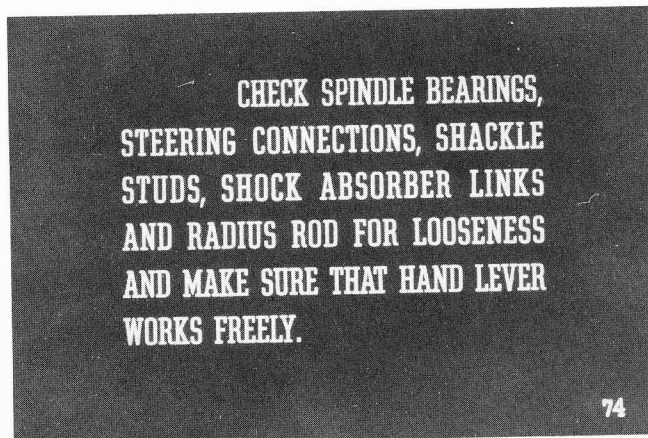 CHECK SPINDLE BEARINGS,
STEERING CONNECTIONS, SHACKLE
STUDS, SHOCK ABSORBER LINKS
AND RADIUS ROD FOR LOOSENESS
AND MAKE SURE THAT HAND LEVER
WORKS FREELY.
74